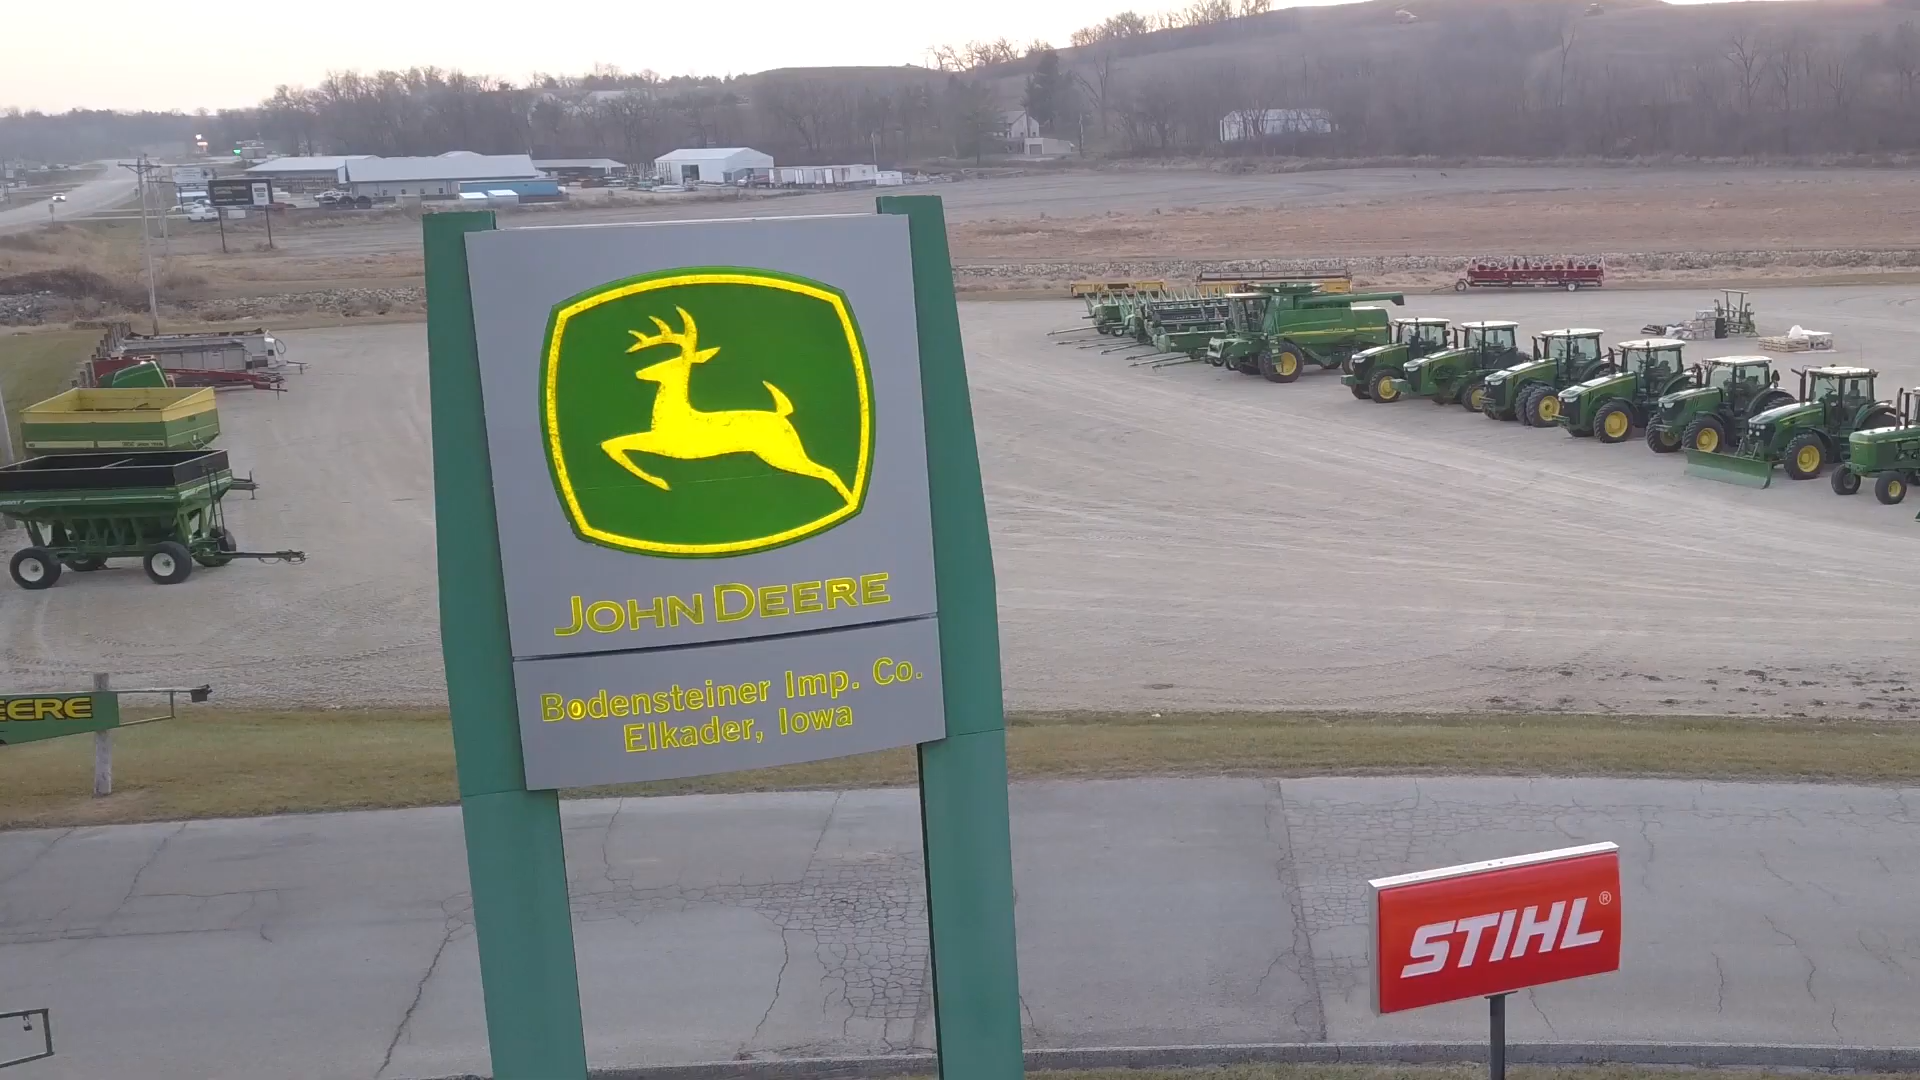 JOHN DEERE
Bodensteiner Imp. Co.
Elkader, Iowa
EERE
STIHL®